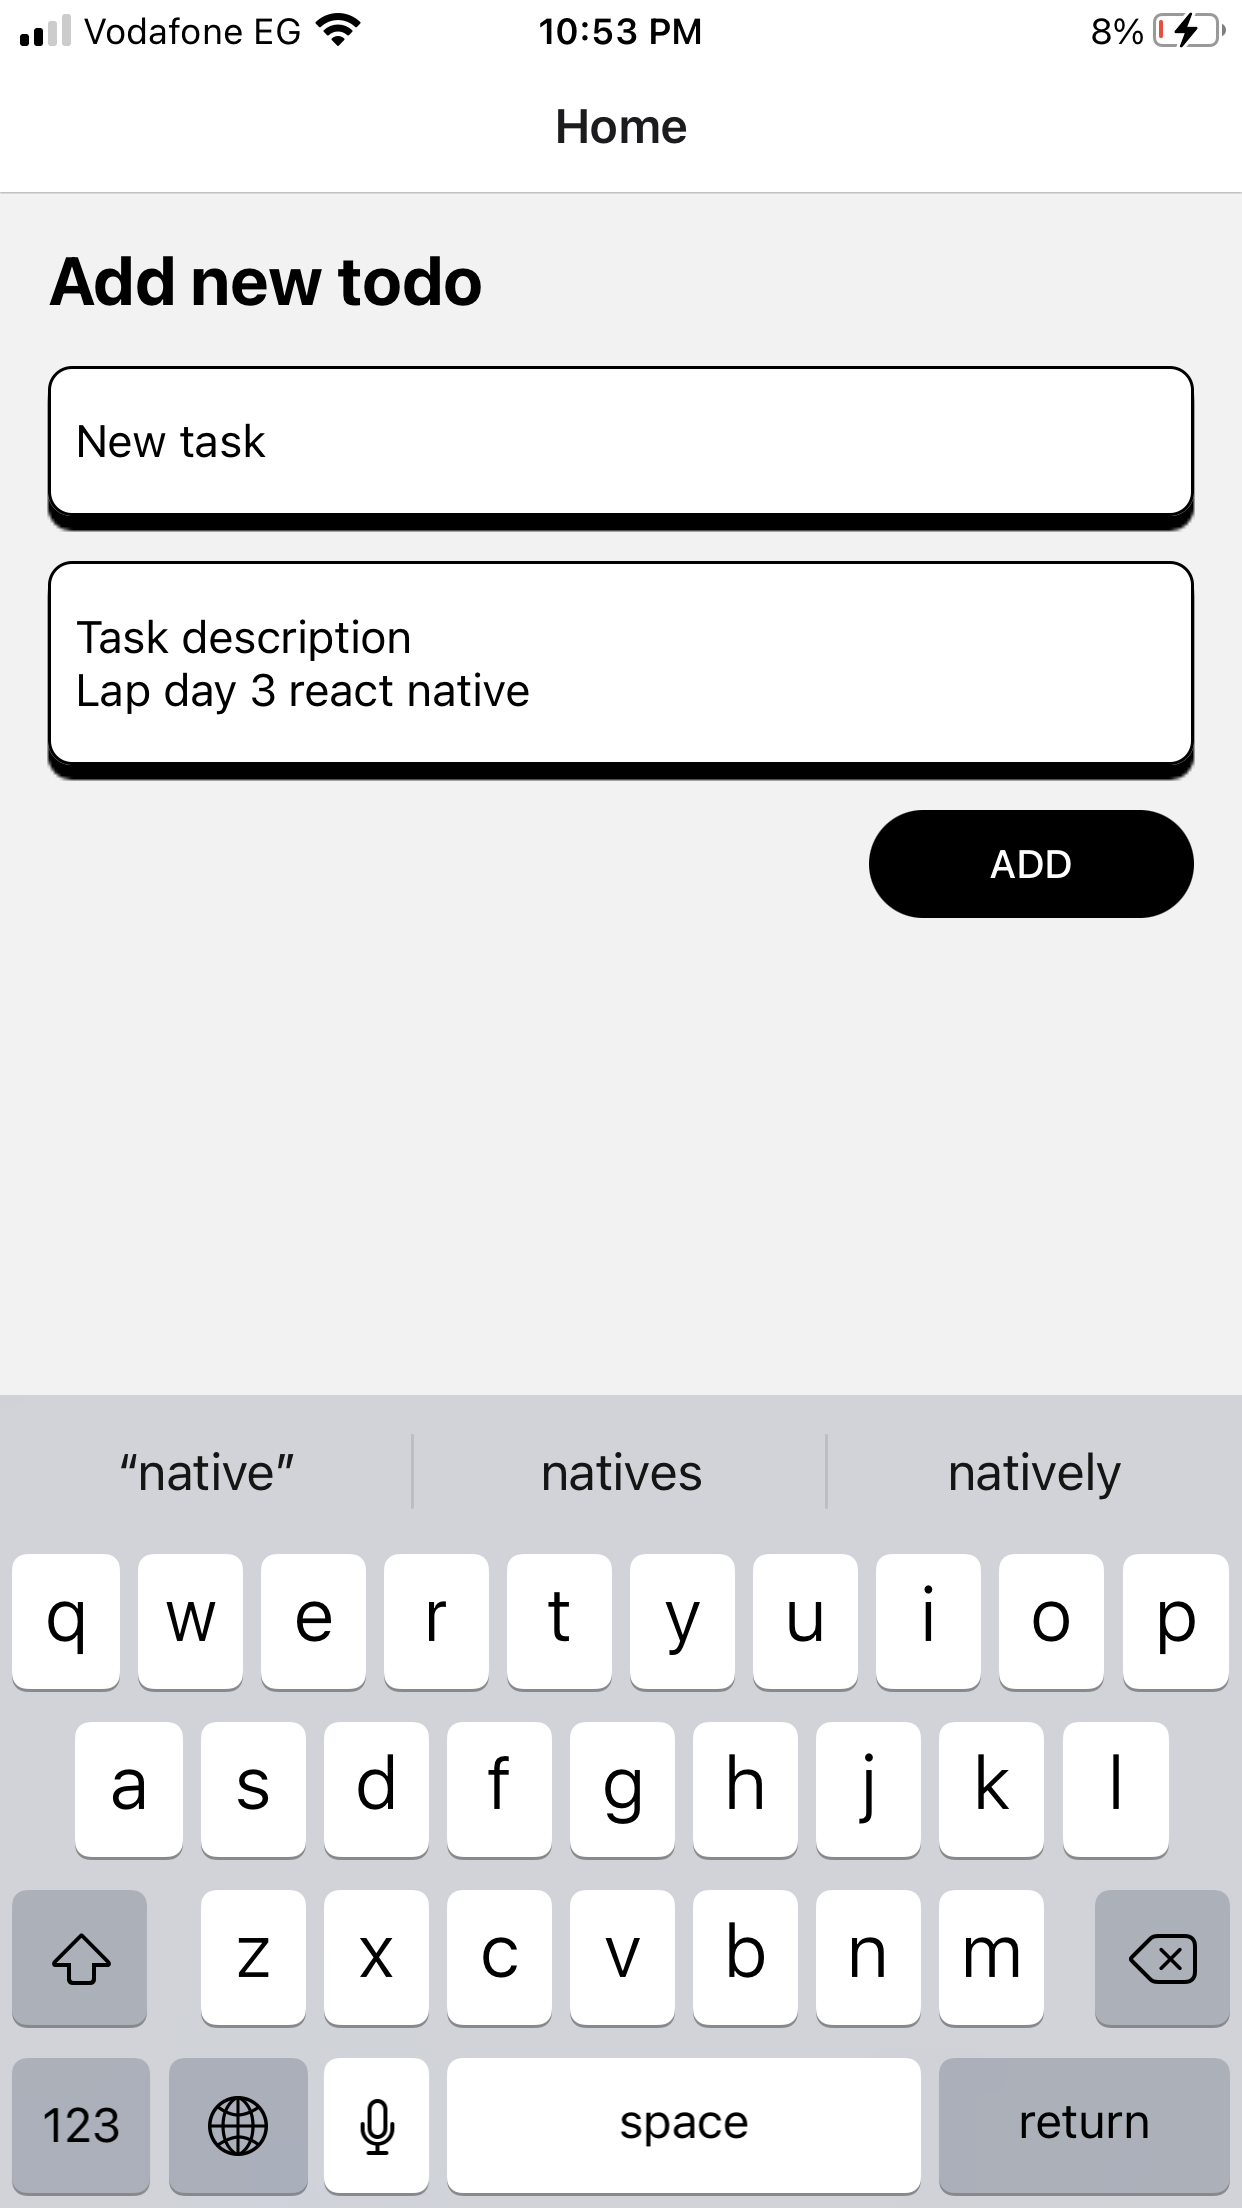 Vodafone EG
10:53 PM
8%
Home
Add new todo
New task
Task description
Lap day 3 react native
ADD
“native”
natives
natively
q w e r t y u i o p
a s d f g h j k l
z x c v b n m
123
space
return